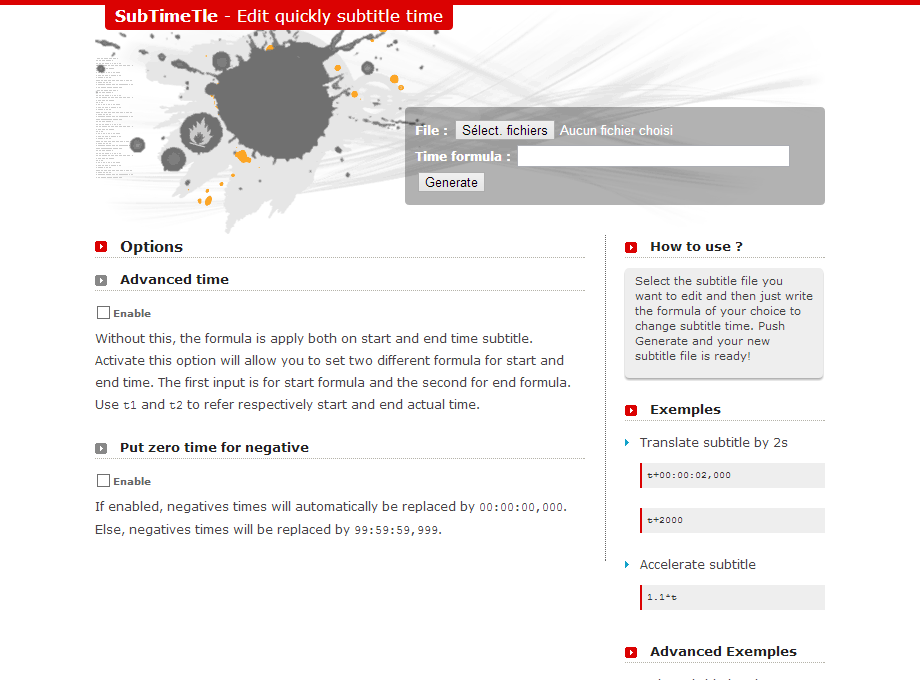 SubTimeTle - Edit quickly subtitle time
File : Sélect. fichiers Aucun fichier choisi
Time formula :
Generate
Options
Advanced time
Enable
Without this, the formula is apply both on start and end time subtitle.
Activate this option will allow you to set two different formula for start and
end time. The first input is for start formula and the second for end formula.
Use t1 and t2 to refer respectively start and end actual time.
Put zero time for negative
Enable
If enabled, negatives times will automatically be replaced by 00:00:00,000.
Else, negatives times will be replaced by 99:59:59,999.
How to use ?
Select the subtitle file you
want to edit and then just write
the formula of your choice to
change subtitle time. Push
Generate and your new
subtitle file is ready!
Exemples
Translate subtitle by 2s
t+00:00:02,000
t+2000
Accelerate subtitle
1.1*t
Advanced Exemples